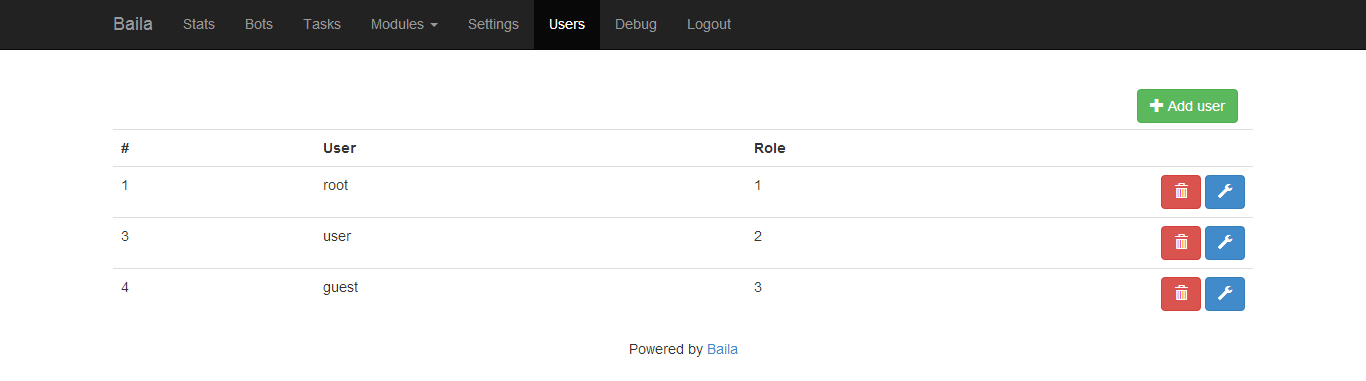 Baila Stats Bots Tasks Modules Settings Users Debug Logout
Add user
# User Role
1 root 1
3 user 2
4 guest 3
Powered by Baila